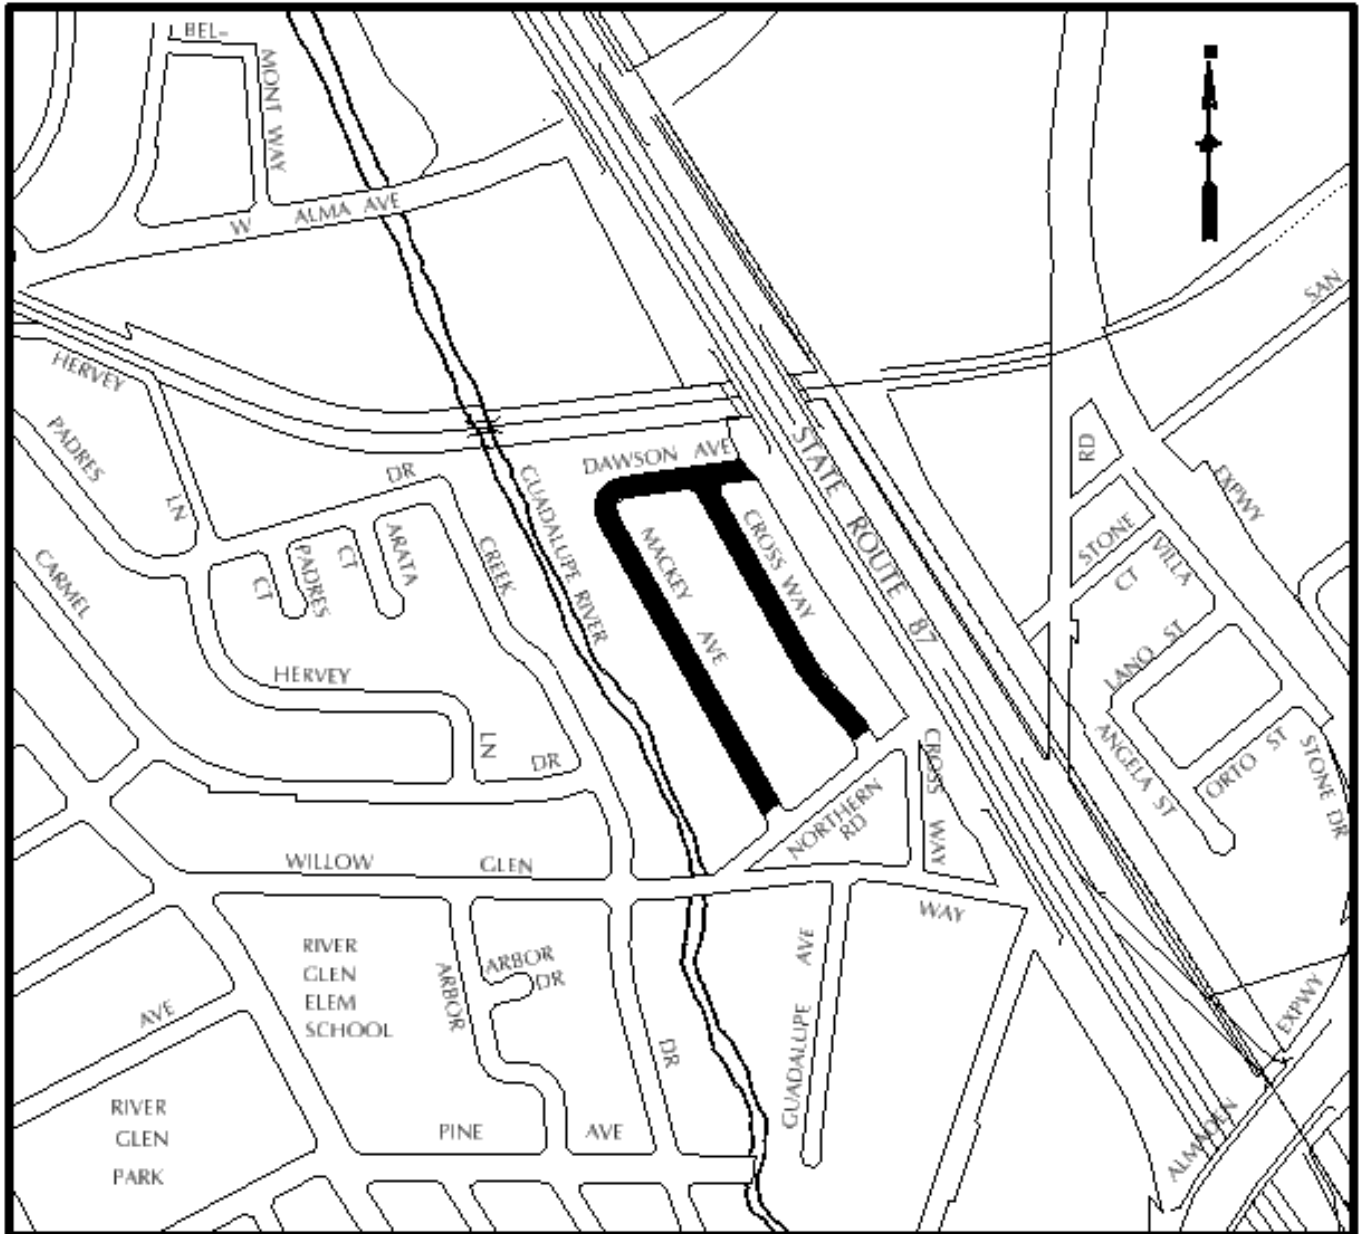 BEL-
MONT WAY
W ALMA AVE
SAN
HERVEY
LN
PADRES
DR
GUADALUPE RIVER
DAWSON AVE
STATE ROUTE 87
RD
EXPWY
CARMEL
CT
PADRES
CT
ARATA
CREEK
MACKEY
AVE
CROSS WAY
STONE
CT
VILLA
LANO ST
HERVEY
LN
DR
CROSS
WAY
ANGELA ST
ORTO ST
STONE DR
NORTHERN
RD
WILLOW GLEN
WAY
RIVER
GLEN
ELEM
SCHOOL
ARBOR
ARBOR
DR
AVE
DR
GUADALUPE AVE
EXPWY
ALMADEN
RIVER
GLEN
PARK
PINE AVE